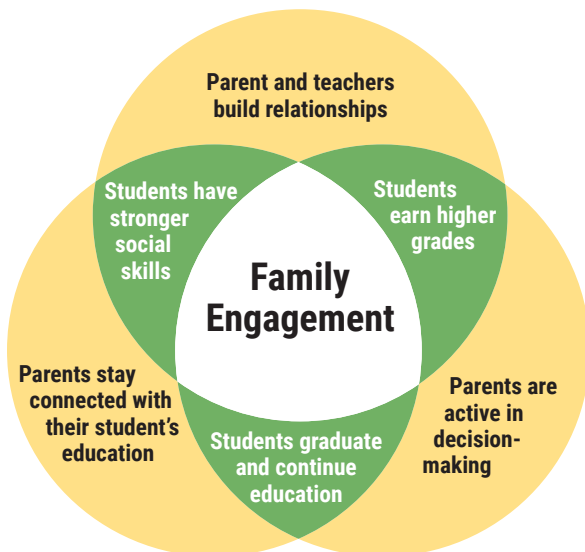 Parent and teachers
build relationships
Students have
stronger
social
skills
Students
earn higher
grades
Family
Engagement
Parents stay
connected with
their student’s
education
Parents are
active in
decision-
making
Students graduate
and continue
education